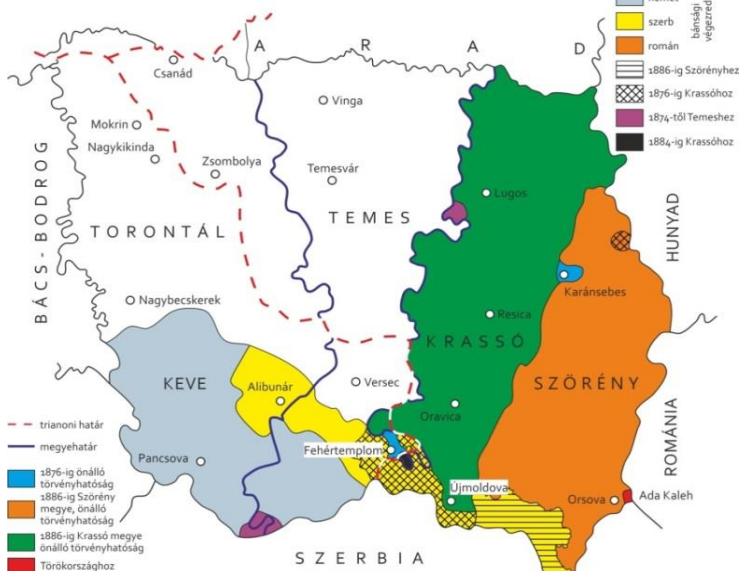 szerb
román
bánsági
végezred
1886-ig Szörényhez
1876-ig Krassóhoz
1874-től Temeshez
1884-ig Krassóhoz
A R A D
Csanád
Vinga
Mokrin
Nagykikinda
Zsombolya
Temesvár
TEMES
Lugos
BÁCS-BODROG
TORONTÁL
HUNYAD
Karánsebes
Nagybecskerek
Resica
KRASSÓ
KEVE
Alibunár
Versec
SZÖRÉNY
Oravica
ROMÁNIA
Fehértemplom
Pancsova
Újmoldova
Orsova
Ada Kaleh
SZERBIA
trianoni határ
megyehatár
1876-ig önálló
törvényhatóság
1886-ig Szörény
megye, önálló
törvényhatóság
1886-ig Krassó megye
önálló törvényhatóság
Törökországhoz